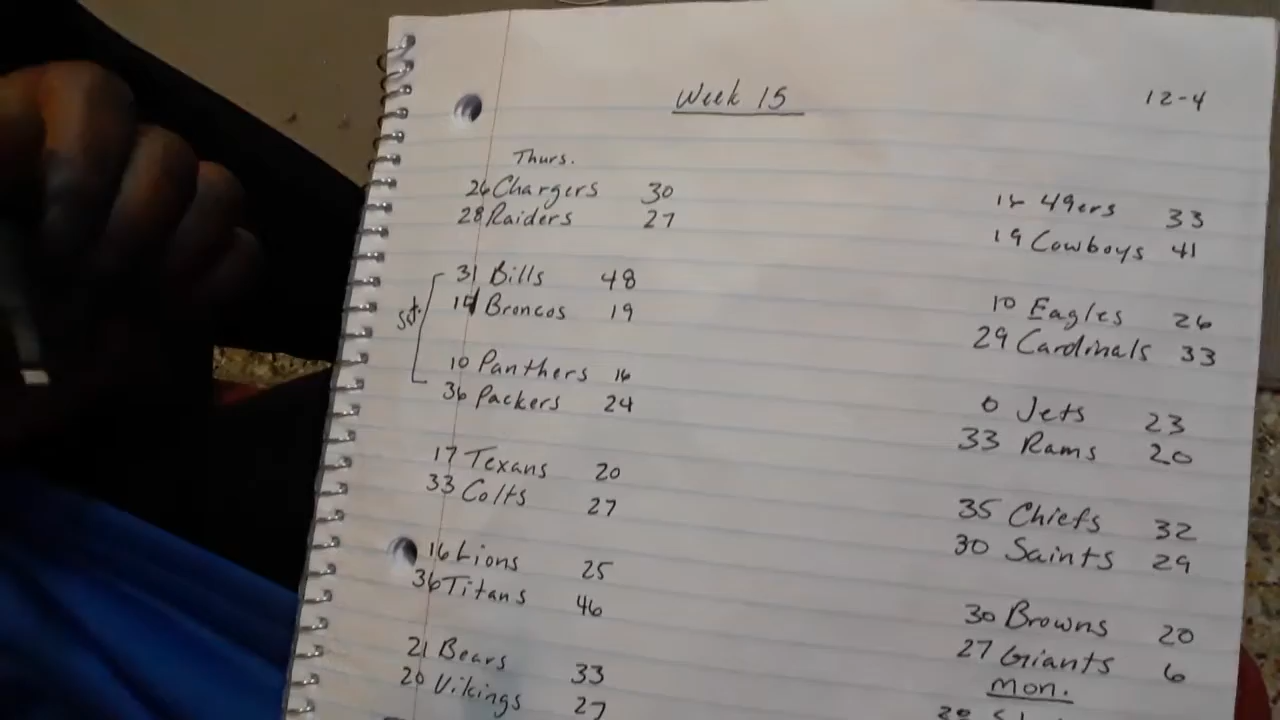 Week 15
12-4
Thurs.
26 Chargers 30
28 Raiders 27
Sat.
31 Bills 48
Broncos 19
10 Panthers 16
36 Packers 24
17 Texans 20
33 Colts 27
16 Lions 25
36 Titans 46
21 Bears 33
20 Vikings 27
49ers 33
19 Cowboys 41
10 Eagles 26
29 Cardinals 33
0 Jets 23
33 Rams 20
35 Chiefs 32
30 Saints 29
30 Browns 20
27 Giants 6
Mon.